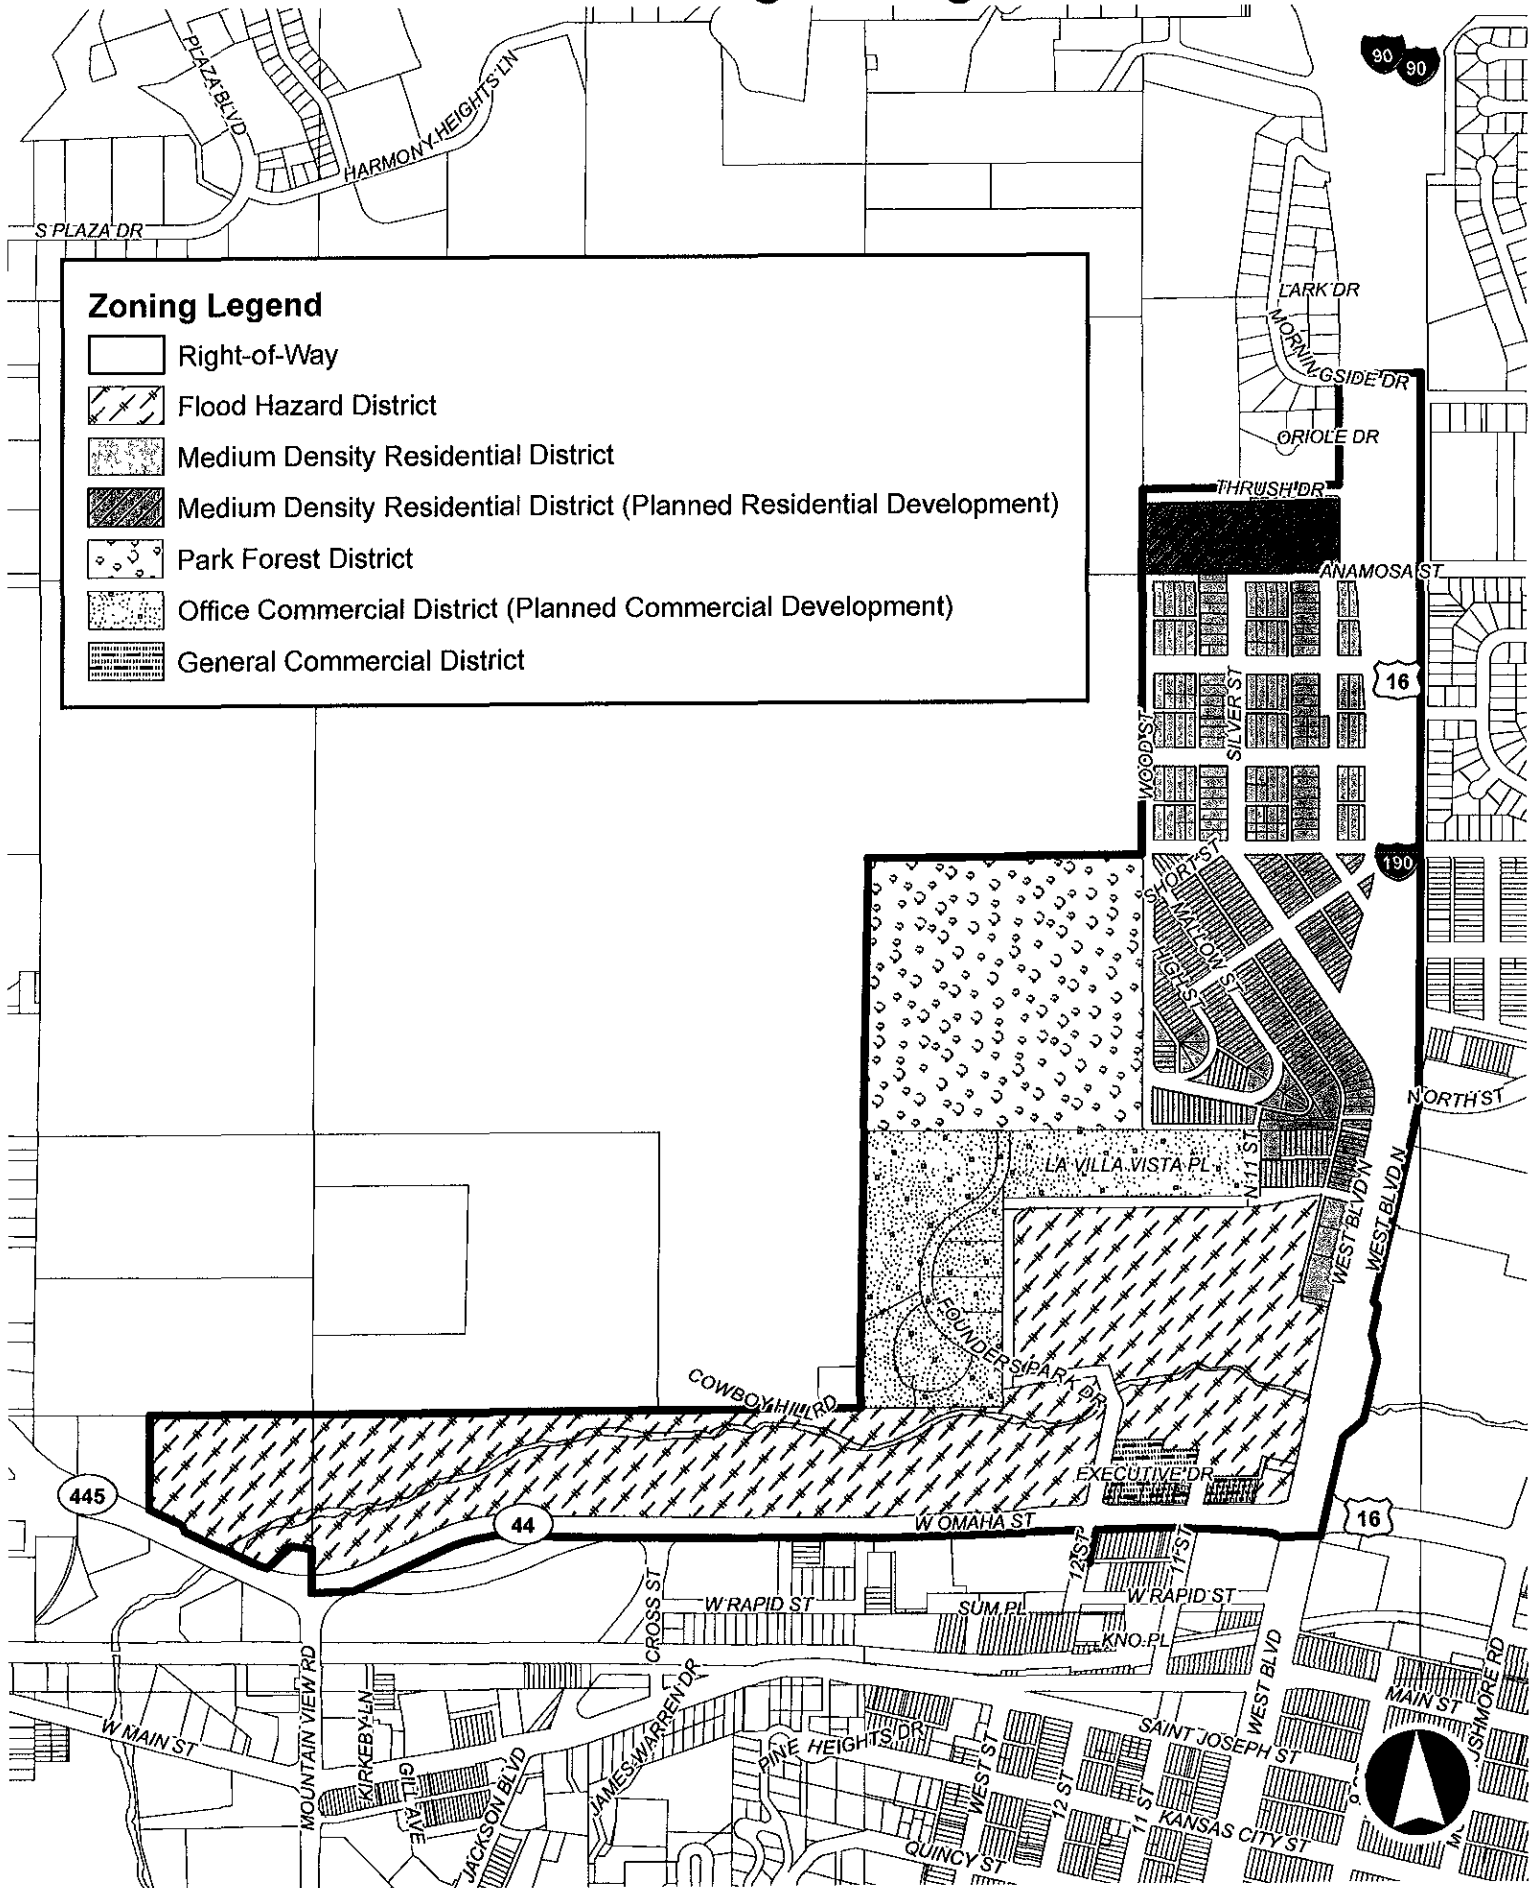 90
90
PLAZA BLVD
HARMONY HEIGHTS LN
S PLAZA DR
Zoning Legend
Right-of-Way
Flood Hazard District
Medium Density Residential District
Medium Density Residential District (Planned Residential Development)
Park Forest District
Office Commercial District (Planned Commercial Development)
General Commercial District
LARK DR
MORNINGSIDE DR
ORIOLE DR
THRUSH DR
ANAMOSA ST
16
SILVER ST
WOOD ST
190
SHORT ST
MALLOW ST
HIGH ST
NORTH ST
LA VILLA VISTA PL
N 11 ST
WEST BLVD N
WEST BLVD N
FOUNDERS PARK DR
COWBOY HILL RD
EXECUTIVE DR
445
44
W OMAHA ST
16
12 ST
11 ST
CROSS ST
W RAPID ST
W RAPID ST
SUM PL
KNO PL
MOUNTAIN VIEW RD
WEST BLVD
MAIN ST
W MAIN ST
KIRKEBY LN
GILL AVE
JACKSON BLVD
JAMES WARREN DR
PINE HEIGHTS DR
WEST ST
SAINT JOSEPH ST
12 ST
11 ST
KANSAS CITY ST
QUINCY ST